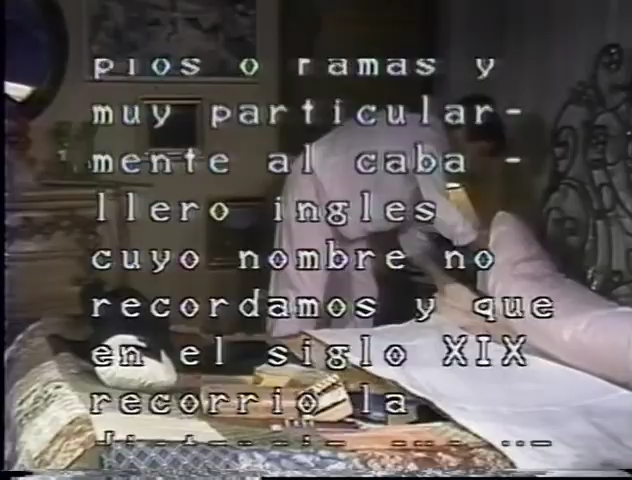 pios o ramas y
muy particular-
mente al caba -
llero ingles
cuyo nombre no
recordamos y que
en el siglo XIX
recorrio la